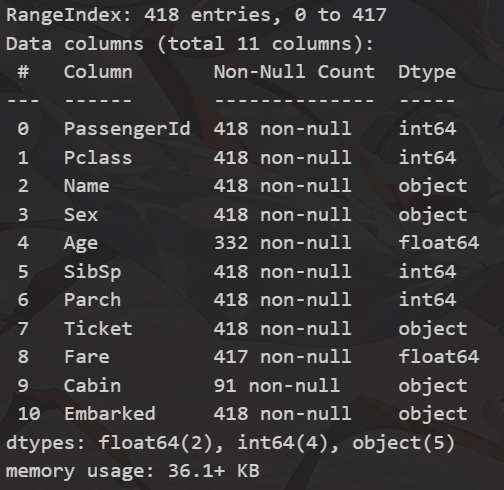 RangeIndex: 418 entries, 0 to 417
Data columns (total 11 columns):
 #   Column       Non-Null Count  Dtype
---  ------       --------------  -----
 0   PassengerId  418 non-null    int64
 1   Pclass       418 non-null    int64
 2   Name         418 non-null    object
 3   Sex          418 non-null    object
 4   Age          332 non-null    float64
 5   SibSp        418 non-null    int64
 6   Parch        418 non-null    int64
 7   Ticket       418 non-null    object
 8   Fare         417 non-null    float64
 9   Cabin        91 non-null     object
 10  Embarked     418 non-null    object
dtypes: float64(2), int64(4), object(5)
memory usage: 36.1+ KB